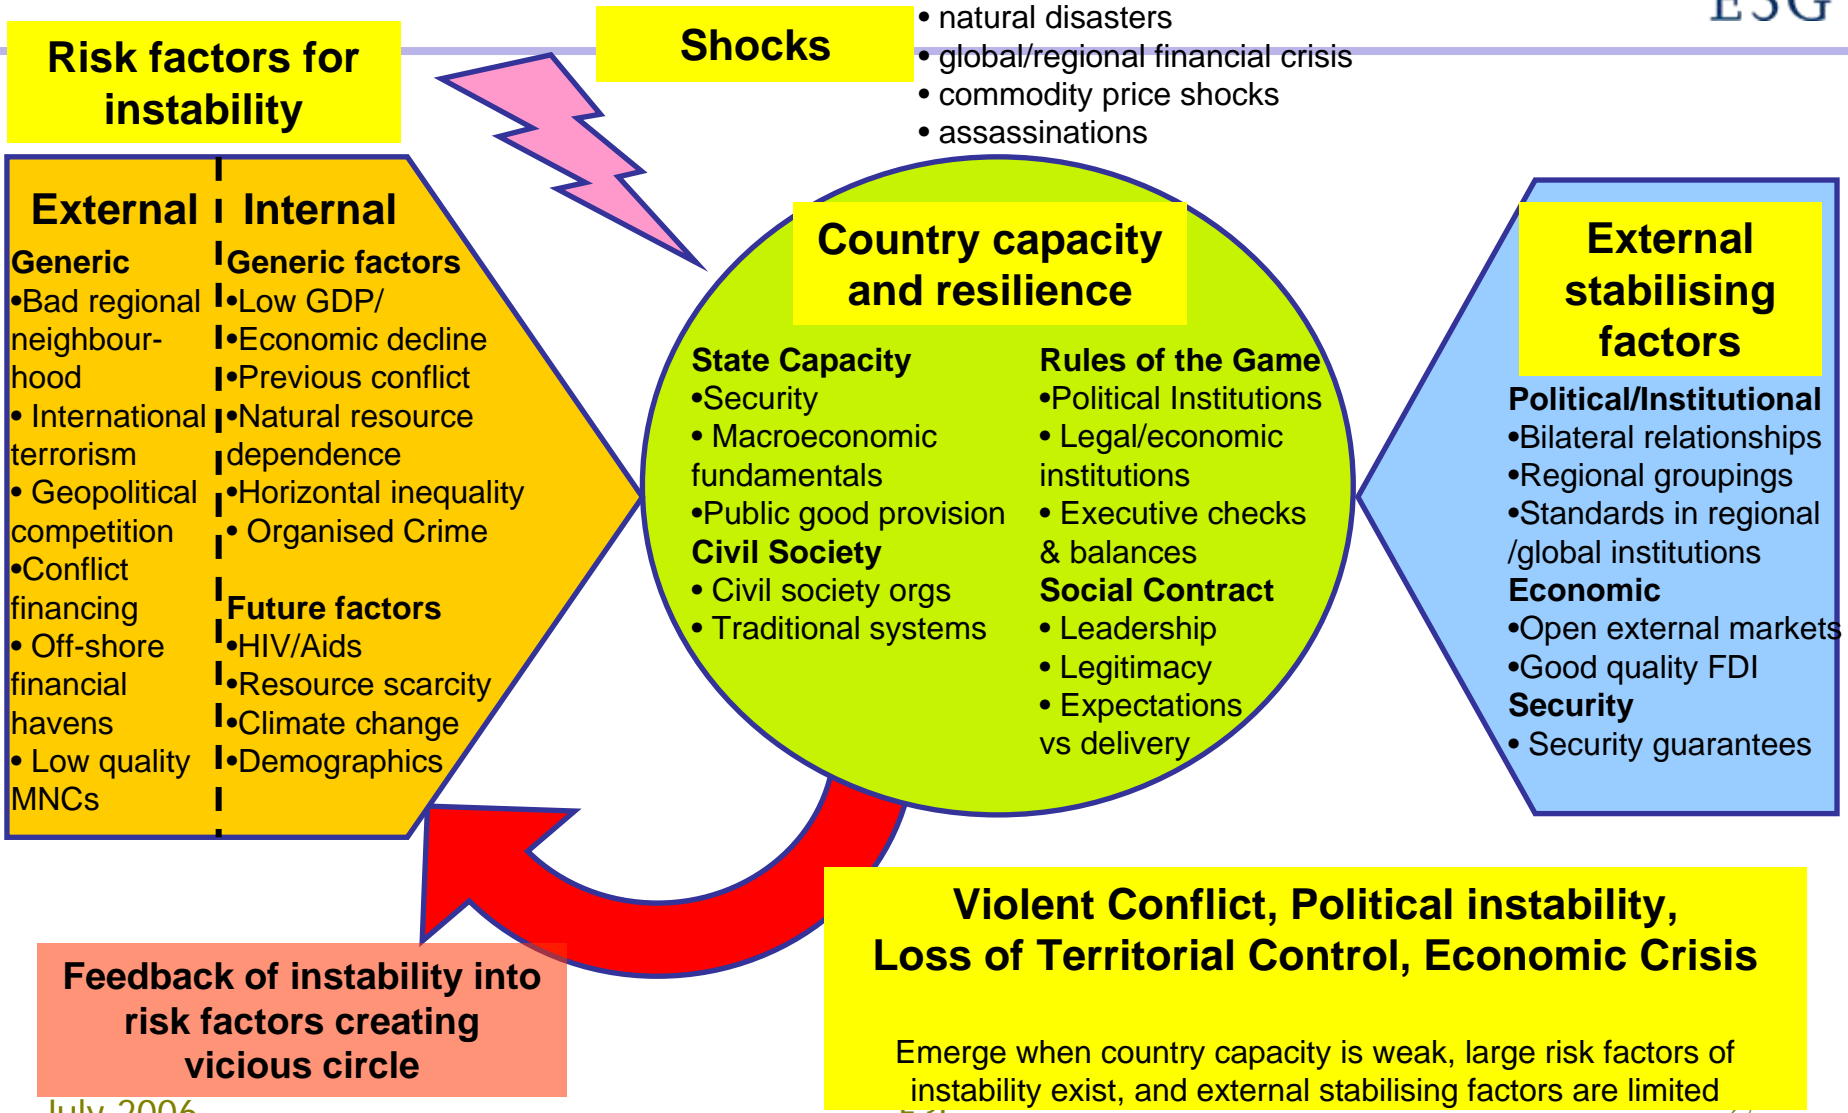 E3G
Risk factors for
instability
Shocks
• natural disasters
• global/regional financial crisis
• commodity price shocks
• assassinations
External
Generic
•Bad regional
neighbour-
hood
• International
terrorism
• Geopolitical
competition
•Conflict
financing
• Off-shore
financial
havens
• Low quality
MNCs
Internal
Generic factors
•Low GDP/
•Economic decline
•Previous conflict
•Natural resource
dependence
•Horizontal inequality
• Organised Crime
Future factors
•HIV/Aids
•Resource scarcity
•Climate change
•Demographics
Country capacity
and resilience
State Capacity
•Security
• Macroeconomic
fundamentals
•Public good provision
Civil Society
• Civil society orgs
• Traditional systems
Rules of the Game
•Political Institutions
• Legal/economic
institutions
• Executive checks
& balances
Social Contract
• Leadership
• Legitimacy
• Expectations
vs delivery
External
stabilising
factors
Political/Institutional
•Bilateral relationships
•Regional groupings
•Standards in regional
/global institutions
Economic
•Open external markets
•Good quality FDI
Security
• Security guarantees
Feedback of instability into
risk factors creating
vicious circle
Violent Conflict, Political instability,
Loss of Territorial Control, Economic Crisis
Emerge when country capacity is weak, large risk factors of
instability exist, and external stabilising factors are limited
July 2006